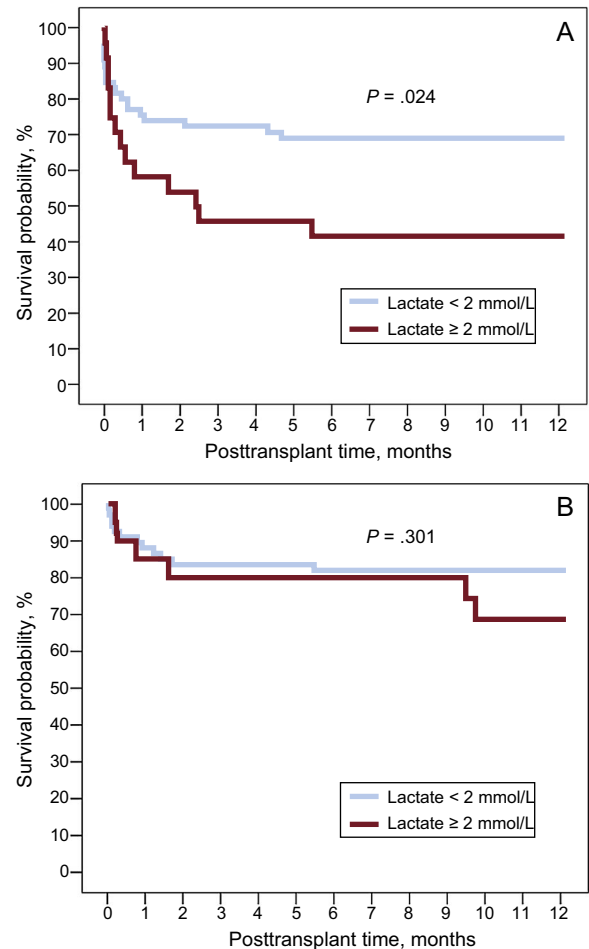 A
100
90
80
70
60
50
40
30
20
10
0
Survival probability, %
P = .024
Lactate < 2 mmol/L
Lactate ≥ 2 mmol/L
0 1 2 3 4 5 6 7 8 9 10 11 12
Posttransplant time, months
B
100
90
80
70
60
50
40
30
20
10
0
Survival probability, %
P = .301
Lactate < 2 mmol/L
Lactate ≥ 2 mmol/L
0 1 2 3 4 5 6 7 8 9 10 11 12
Posttransplant time, months